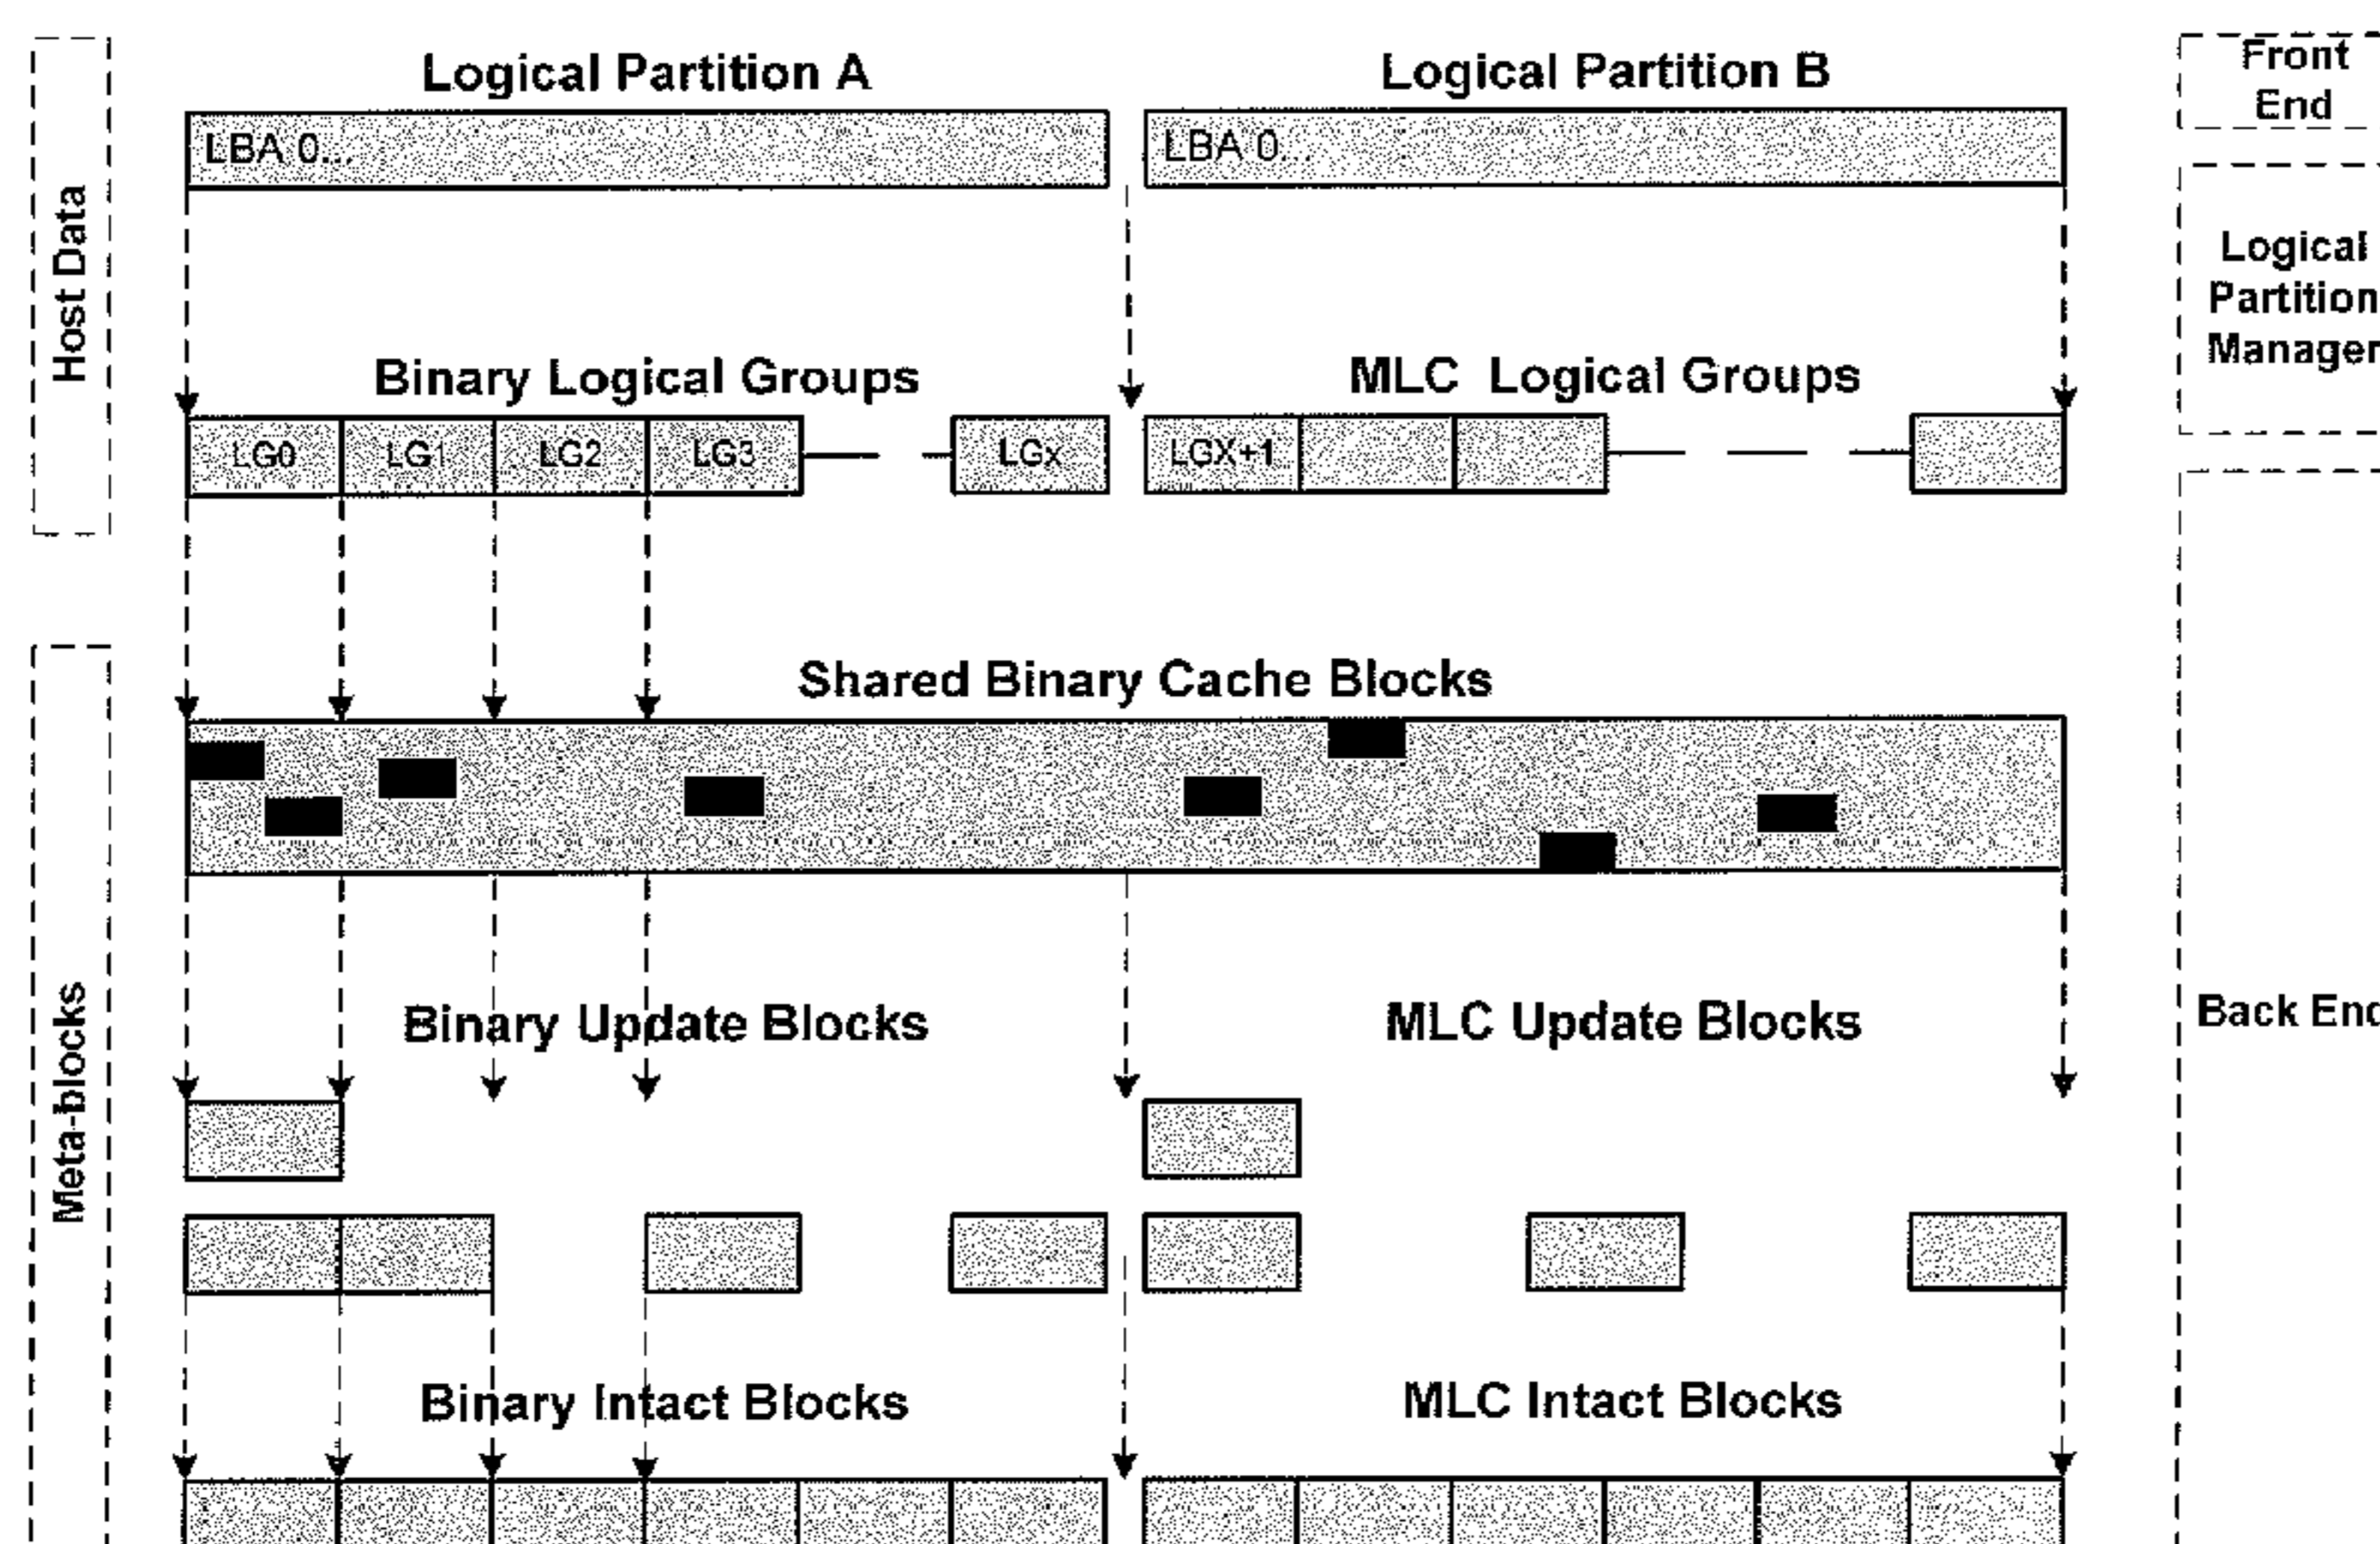 Logical Partition A
Logical Partition B
Front
End
LBA 0...
LBA 0...
Host Data
Logical
Partition
Manager
Binary Logical Groups
MLC Logical Groups
LG0
LG1
LG2
LG3
LGx
LGX+1
Shared Binary Cache Blocks
Meta-blocks
Binary Update Blocks
MLC Update Blocks
Back End
Binary Intact Blocks
MLC Intact Blocks